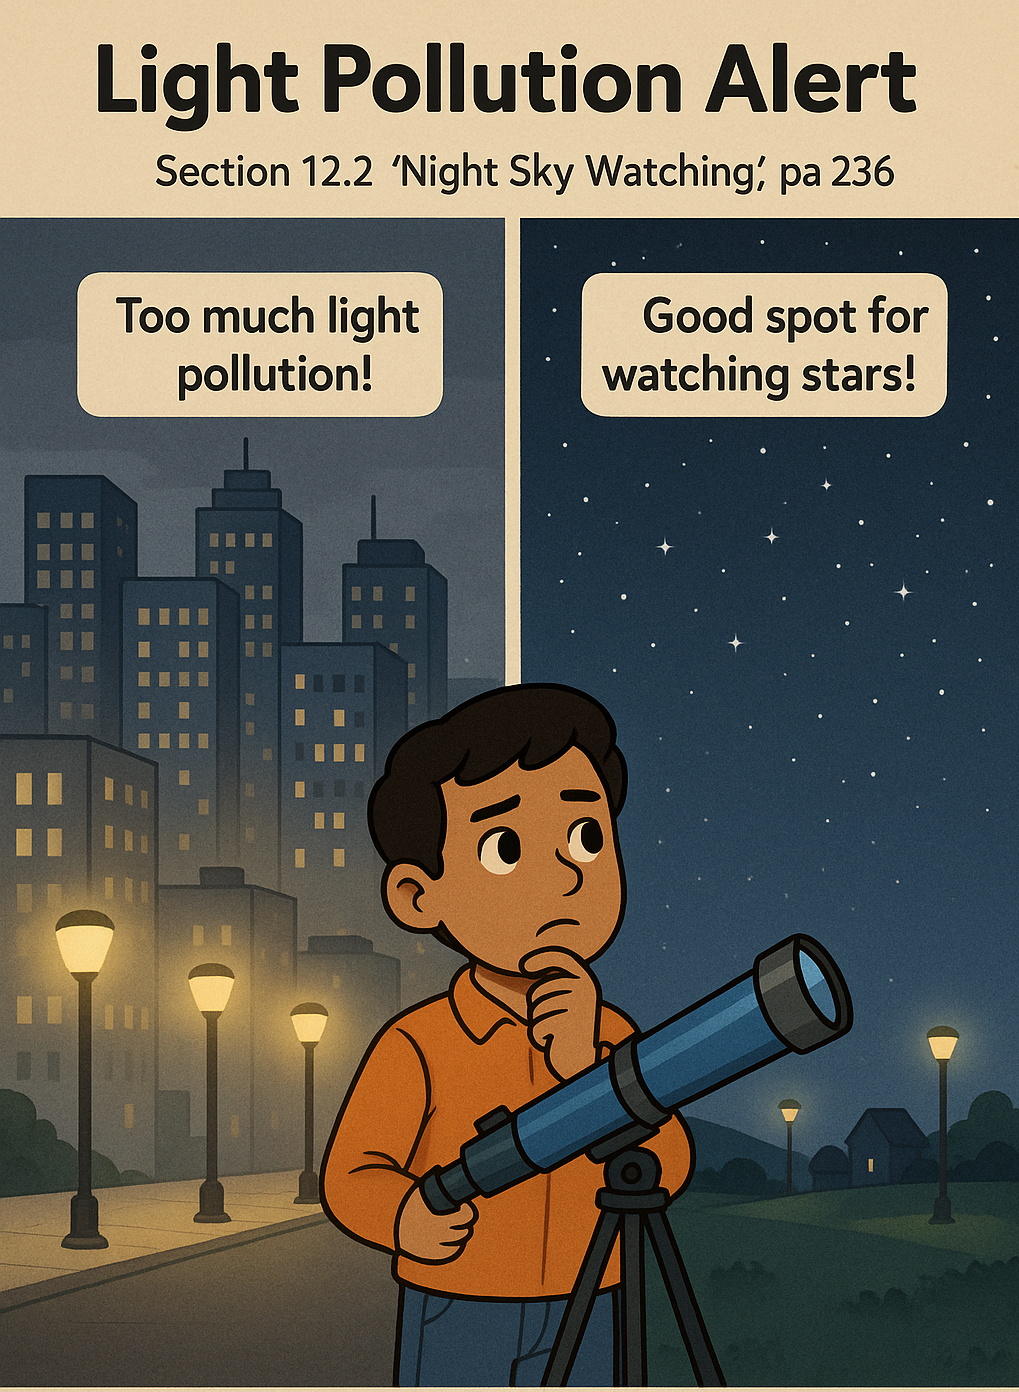 Light Pollution Alert
Section 12.2 ‘Night Sky Watching’, pa 236
Too much light
pollution!
Good spot for
watching stars!